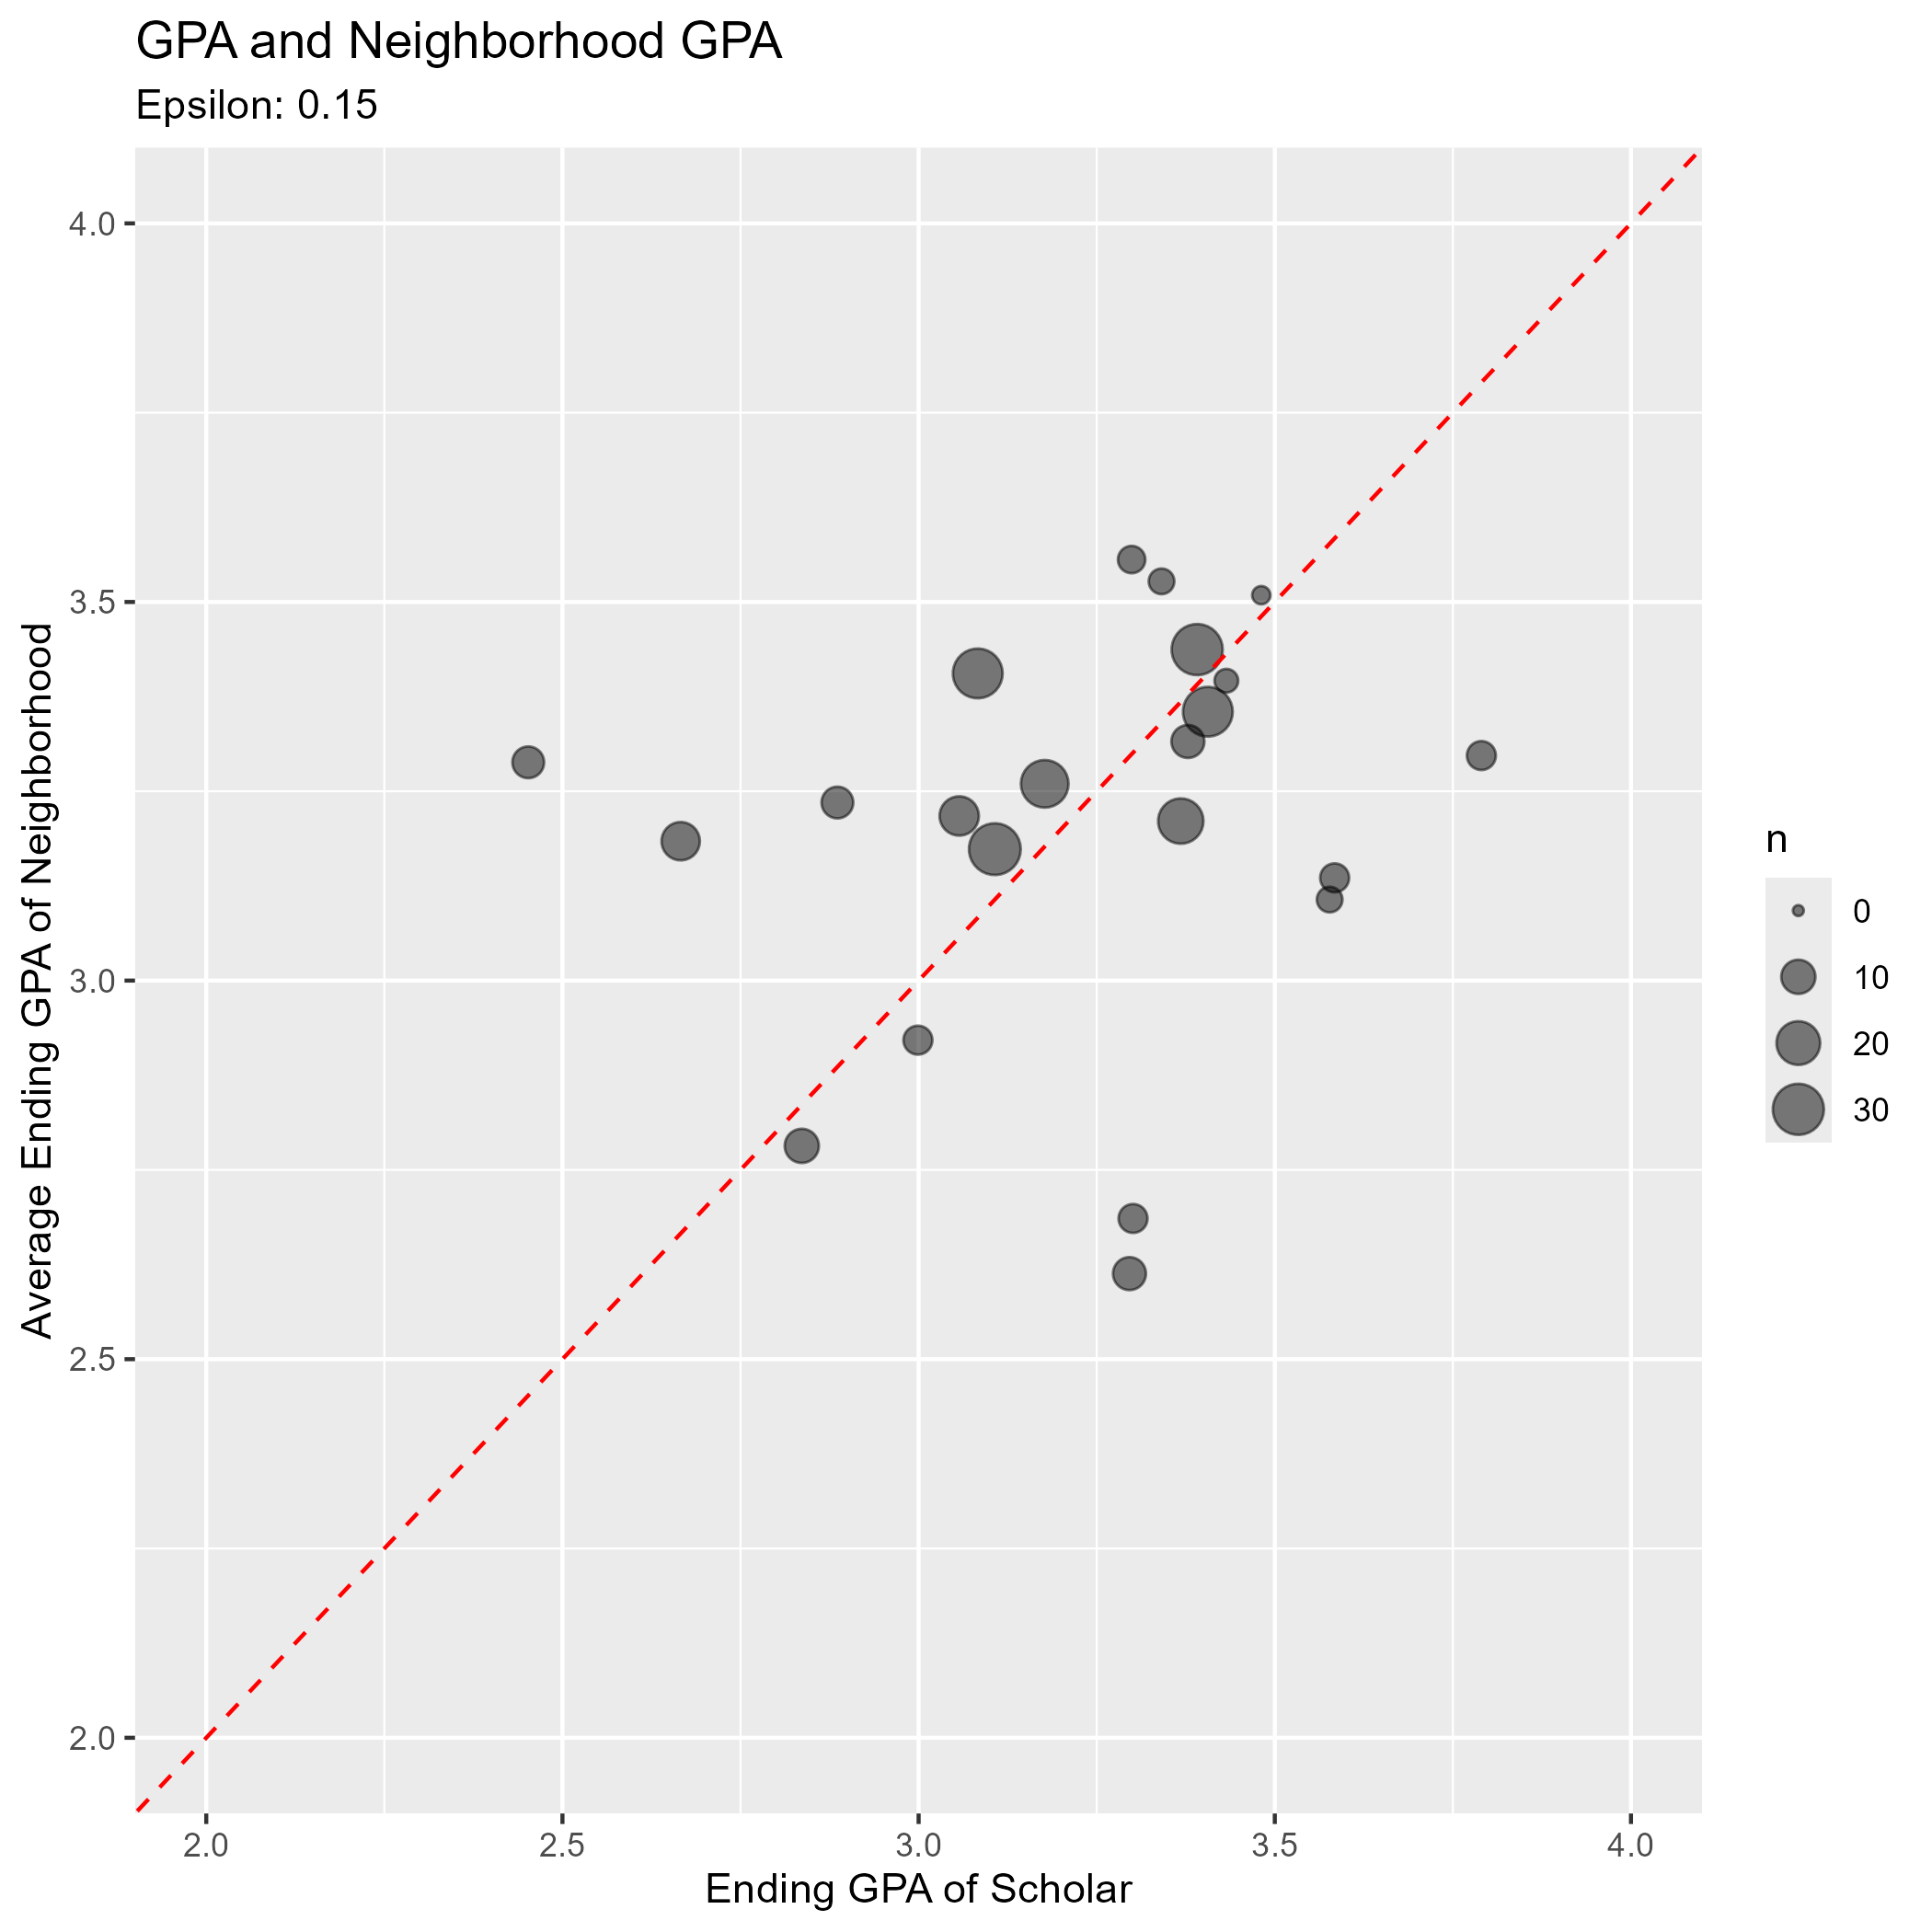 GPA and Neighborhood GPA
Epsilon: 0.15
4.0
3.5
3.0
2.5
2.0
Average Ending GPA of Neighborhood
2.0
2.5
3.0
3.5
4.0
Ending GPA of Scholar
n
0
10
20
30